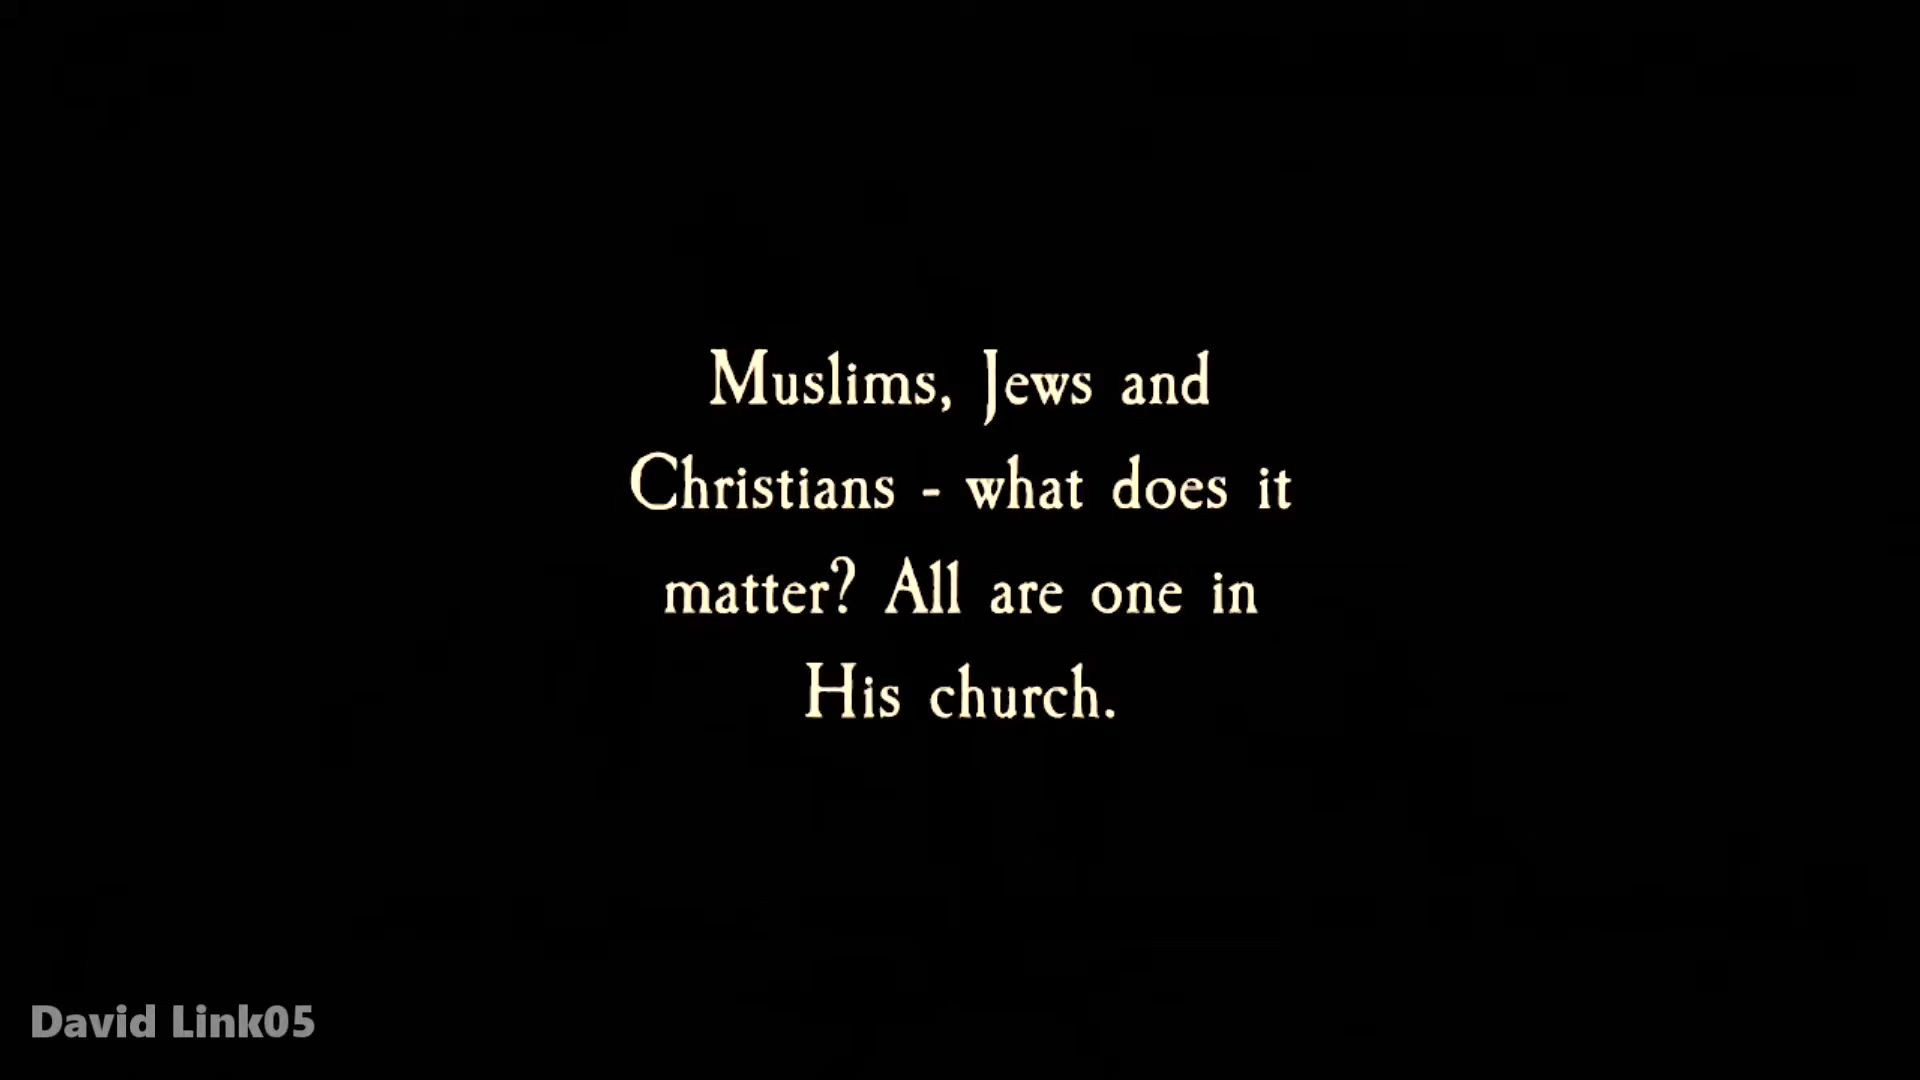 Muslims, Jews and
Christians - what does it
matter? All are one in
His church.
David Link05